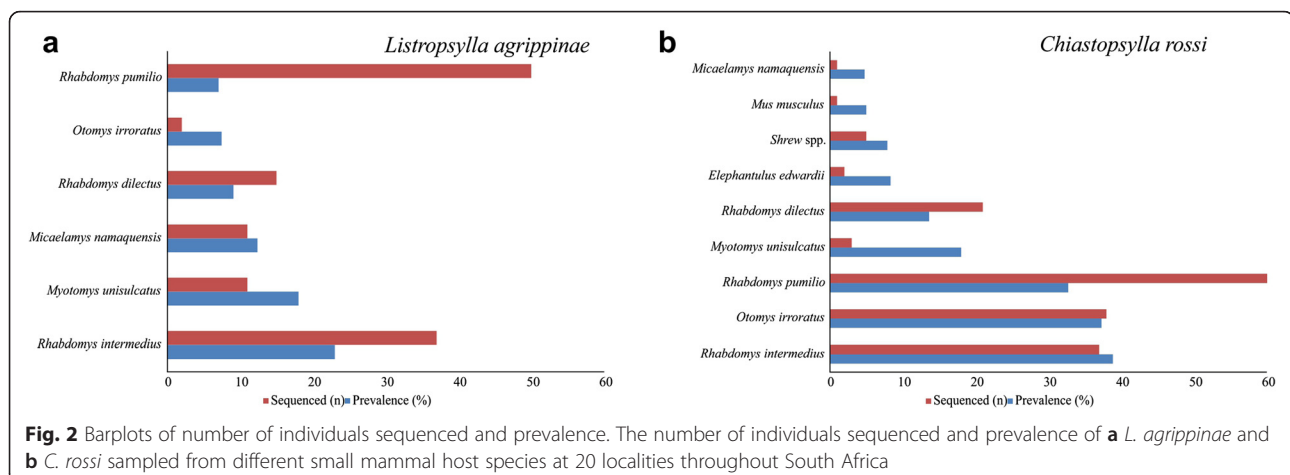 a
Listropsylla agrippinae
Rhabdomys pumilio
Otomys irroratus
Rhabdomys dilectus
Micaelamys namaquensis
Myotomys unisulcatus
Rhabdomys intermedius
0 10 20 30 40 50 60
Sequenced (n) Prevalence (%)
b
Chiastopsylla rossi
Micaelamys namaquensis
Mus musculus
Shrew spp.
Elephantulus edwardii
Rhabdomys dilectus
Myotomys unisulcatus
Rhabdomys pumilio
Otomys irroratus
Rhabdomys intermedius
0 10 20 30 40 50 60
Sequenced (n) Prevalence (%)
Fig. 2 Barplots of number of individuals sequenced and prevalence. The number of individuals sequenced and prevalence of a L. agrippinae and
b C. rossi sampled from different small mammal host species at 20 localities throughout South Africa